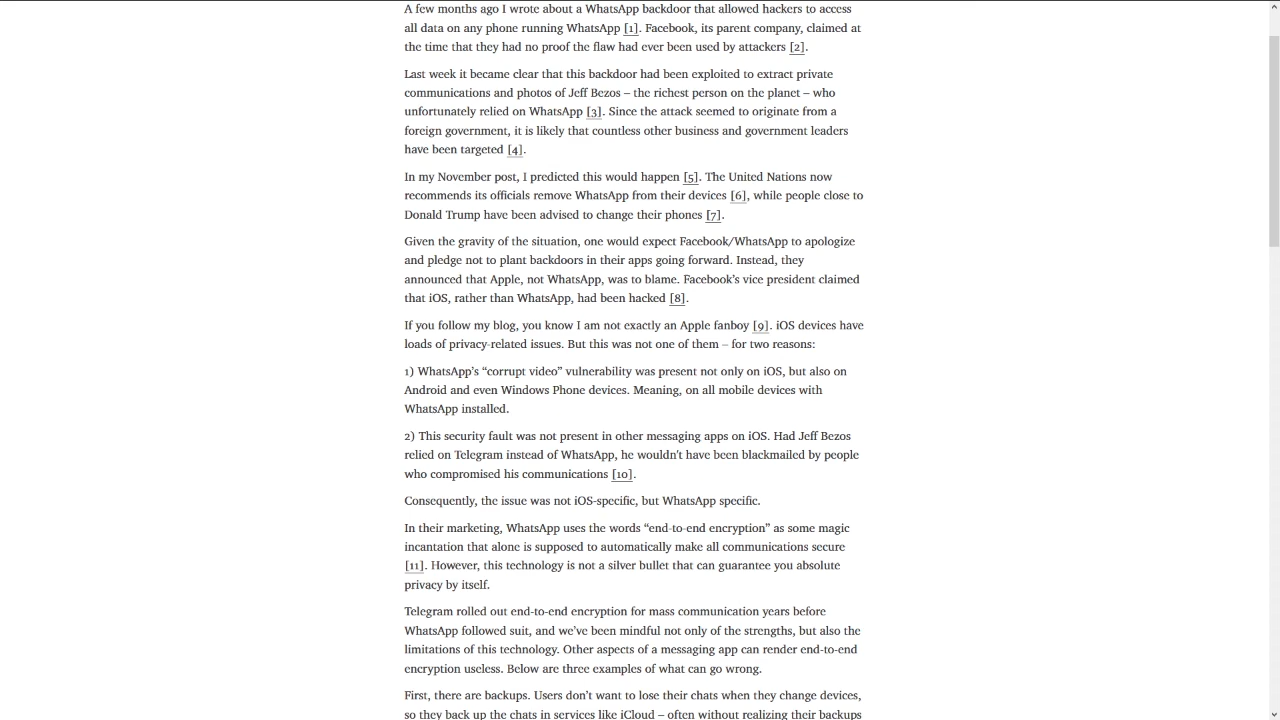 A few months ago I wrote about a WhatsApp backdoor that allowed hackers to access
all data on any phone running WhatsApp [1]. Facebook, its parent company, claimed at
the time that they had no proof the flaw had ever been used by attackers [2].
Last week it became clear that this backdoor had been exploited to extract private
communications and photos of Jeff Bezos – the richest person on the planet – who
unfortunately relied on WhatsApp [3]. Since the attack seemed to originate from a
foreign government, it is likely that countless other business and government leaders
have been targeted [4].
In my November post, I predicted this would happen [5]. The United Nations now
recommends its officials remove WhatsApp from their devices [6], while people close to
Donald Trump have been advised to change their phones [7].
Given the gravity of the situation, one would expect Facebook/WhatsApp to apologize
and pledge not to plant backdoors in their apps going forward. Instead, they
announced that Apple, not WhatsApp, was to blame. Facebook’s vice president claimed
that iOS, rather than WhatsApp, had been hacked [8].
If you follow my blog, you know I am not exactly an Apple fanboy [9]. iOS devices have
loads of privacy-related issues. But this was not one of them – for two reasons:
1) WhatsApp’s “corrupt video” vulnerability was present not only on iOS, but also on
Android and even Windows Phone devices. Meaning, on all mobile devices with
WhatsApp installed.
2) This security fault was not present in other messaging apps on iOS. Had Jeff Bezos
relied on Telegram instead of WhatsApp, he wouldn't have been blackmailed by people
who compromised his communications [10].
Consequently, the issue was not iOS-specific, but WhatsApp specific.
In their marketing, WhatsApp uses the words “end-to-end encryption” as some magic
incantation that alone is supposed to automatically make all communications secure
[11]. However, this technology is not a silver bullet that can guarantee you absolute
privacy by itself.
Telegram rolled out end-to-end encryption for mass communication years before
WhatsApp followed suit, and we’ve been mindful not only of the strengths, but also the
limitations of this technology. Other aspects of a messaging app can render end-to-end
encryption useless. Below are three examples of what can go wrong.
First, there are backups. Users don’t want to lose their chats when they change devices,
so they back up the chats in services like iCloud – often without realizing their backups